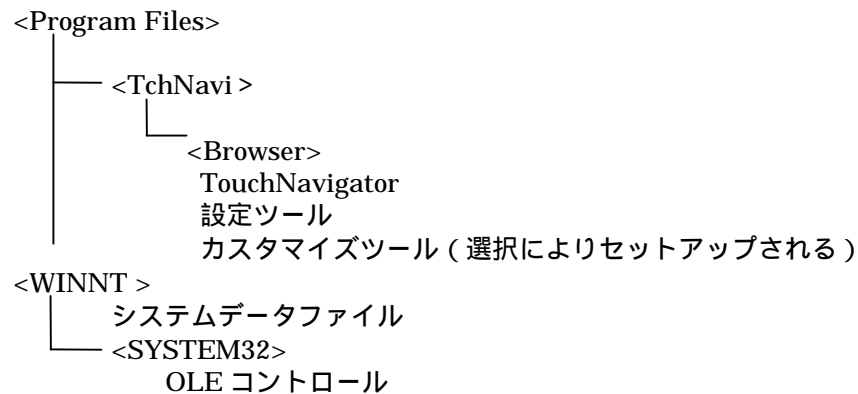 <Program Files>
<TchNavi>
<Browser>
TouchNavigator
設定ツール
カスタマイズツール（選択によりセットアップされる）
<WINNT>
システムデータファイル
<SYSTEM32>
OLE コントロール